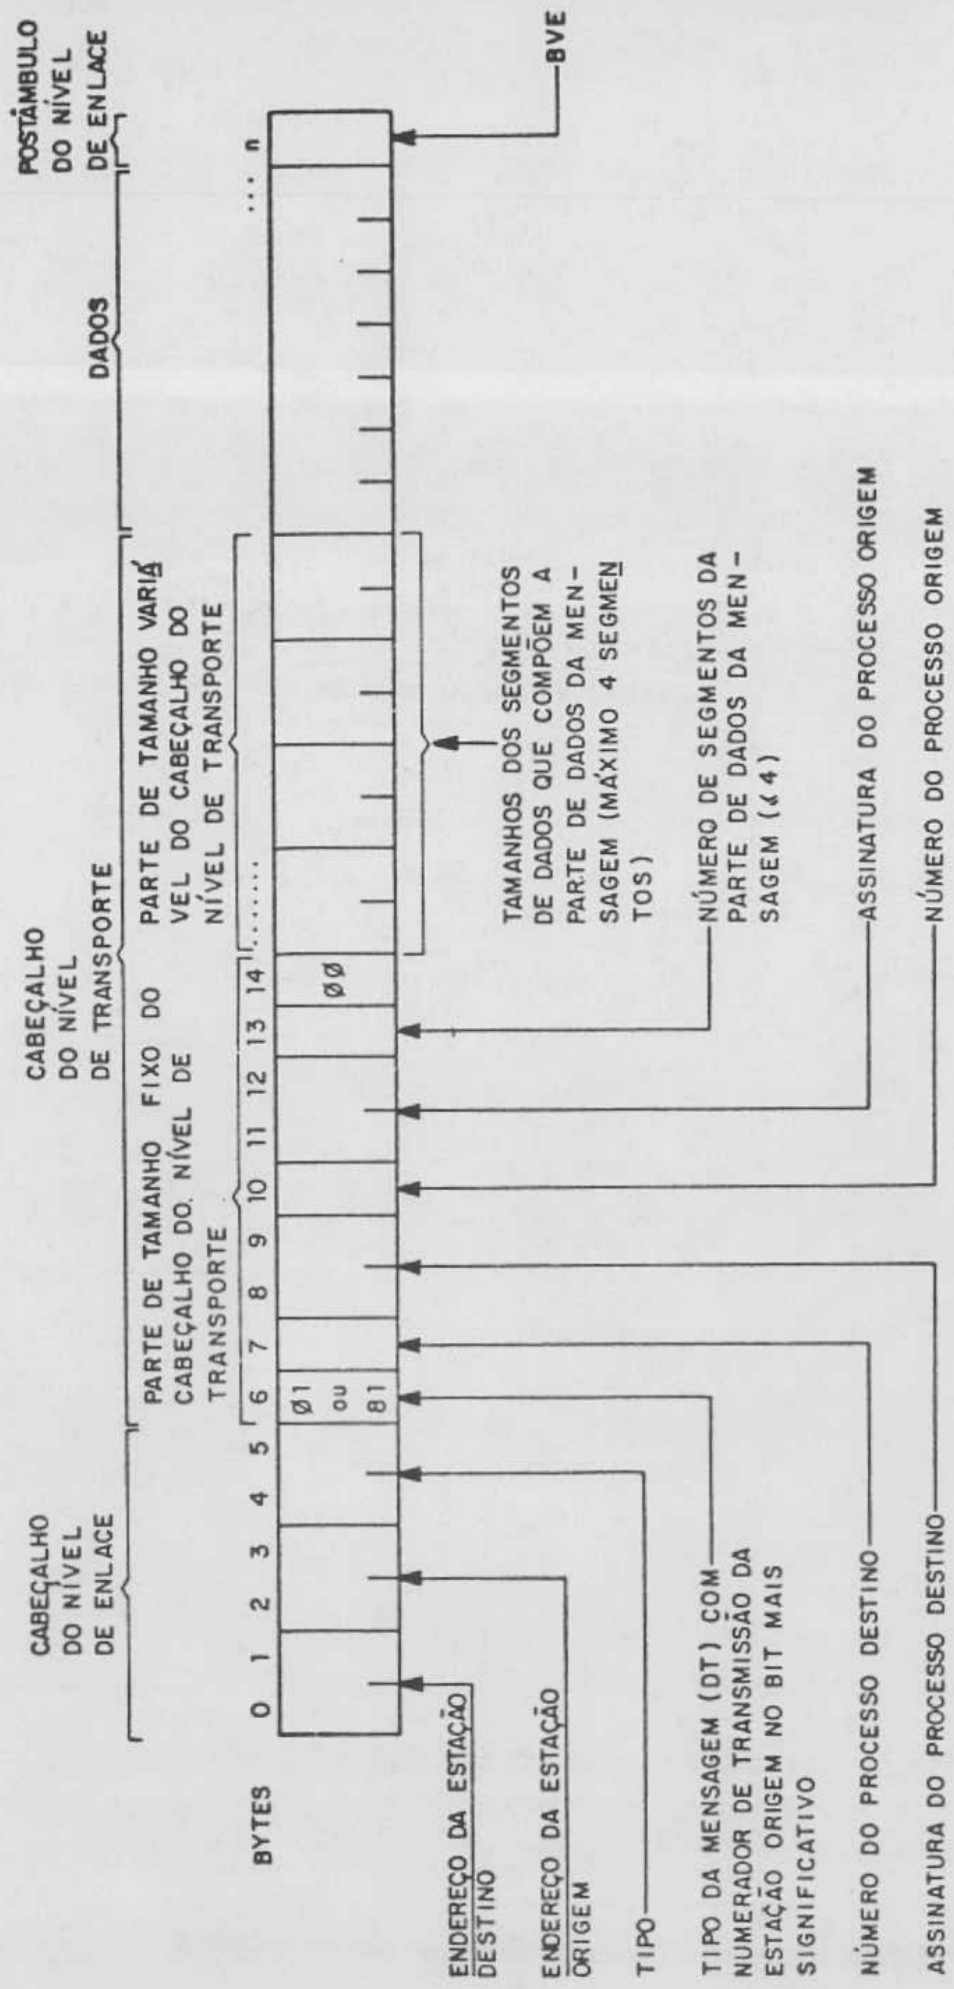 CABEÇALHO
DO NÍVEL
DE ENLACE
CABEÇALHO
DO NÍVEL
DE TRANSPORTE
DADOS
POSTÂMBULO
DO NÍVEL
DE ENLACE
PARTE DE TAMANHO FIXO DO
CABEÇALHO DO. NÍVEL DE
TRANSPORTE
PARTE DE TAMANHO VARIÁ
VEL DO CABEÇALHO DO
NÍVEL DE TRANSPORTE
BYTES
0 1 2 3 4 5 6 7 8 9 10 11 12 13 14 ....... ... n
Ø1
ou
81
ØØ
ENDEREÇO DA ESTAÇÃO
DESTINO
ENDEREÇO DA ESTAÇÃO
ORIGEM
TIPO
TIPO DA MENSAGEM (DT) COM
NUMERADOR DE TRANSMISSÃO DA
ESTAÇÃO ORIGEM NO BIT MAIS
SIGNIFICATIVO
NÚMERO DO PROCESSO DESTINO
ASSINATURA DO PROCESSO DESTINO
TAMANHOS DOS SEGMENTOS
DE DADOS QUE COMPÕEM A
PARTE DE DADOS DA MEN-
SAGEM (MÁXIMO 4 SEGMEN
TOS)
NÚMERO DE SEGMENTOS DA
PARTE DE DADOS DA MEN-
SAGEM (≤4)
ASSINATURA DO PROCESSO ORIGEM
NÚMERO DO PROCESSO ORIGEM
BVE